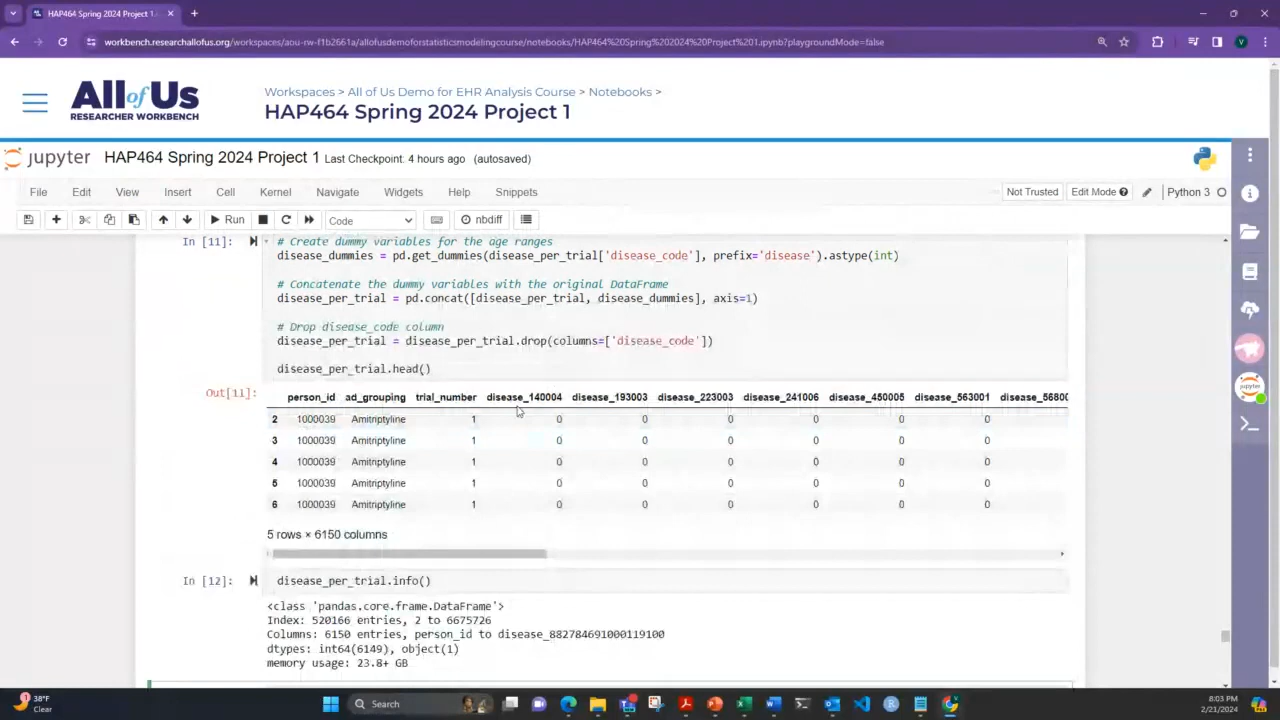 HAP464 Spring 2024 Project 1
workbench.researchallofus.org/workspaces/aou-rw-f1b2661a/allofusdemoforstatisticsmodelingcourse/notebooks/HAP464%20Spring%202024%20Project%201.ipynb?playgroundMode=false
V
All of Us
RESEARCHER WORKBENCH
Workspaces > All of Us Demo for EHR Analysis Course > Notebooks >
HAP464 Spring 2024 Project 1
jupyter HAP464 Spring 2024 Project 1 Last Checkpoint: 4 hours ago (autosaved)
File Edit View Insert Cell Kernel Navigate Widgets Help Snippets Not Trusted Edit Mode Python 3
Run Code nbdiff
In [11]: # Create dummy variables for the age ranges
disease_dummies = pd.get_dummies(disease_per_trial['disease_code'], prefix='disease').astype(int)
# Concatenate the dummy variables with the original DataFrame
disease_per_trial = pd.concat([disease_per_trial, disease_dummies], axis=1)
# Drop disease_code column
disease_per_trial = disease_per_trial.drop(columns=['disease_code'])
disease_per_trial.head()
Out[11]: person_id ad_grouping trial_number disease_140004 disease_193003 disease_223003 disease_241006 disease_450005 disease_563001 disease_56800
2 1000039 Amitriptyline 1 0 0 0 0 0 0
3 1000039 Amitriptyline 1 0 0 0 0 0 0
4 1000039 Amitriptyline 1 0 0 0 0 0 0
5 1000039 Amitriptyline 1 0 0 0 0 0 0
6 1000039 Amitriptyline 1 0 0 0 0 0 0
5 rows × 6150 columns
In [12]: disease_per_trial.info()
<class 'pandas.core.frame.DataFrame'>
Index: 520166 entries, 2 to 6675726
Columns: 6150 entries, person_id to disease_882784691000119100
dtypes: int64(6149), object(1)
memory usage: 23.8+ GB
38°F
Clear
Search
8:03 PM
2/21/2024